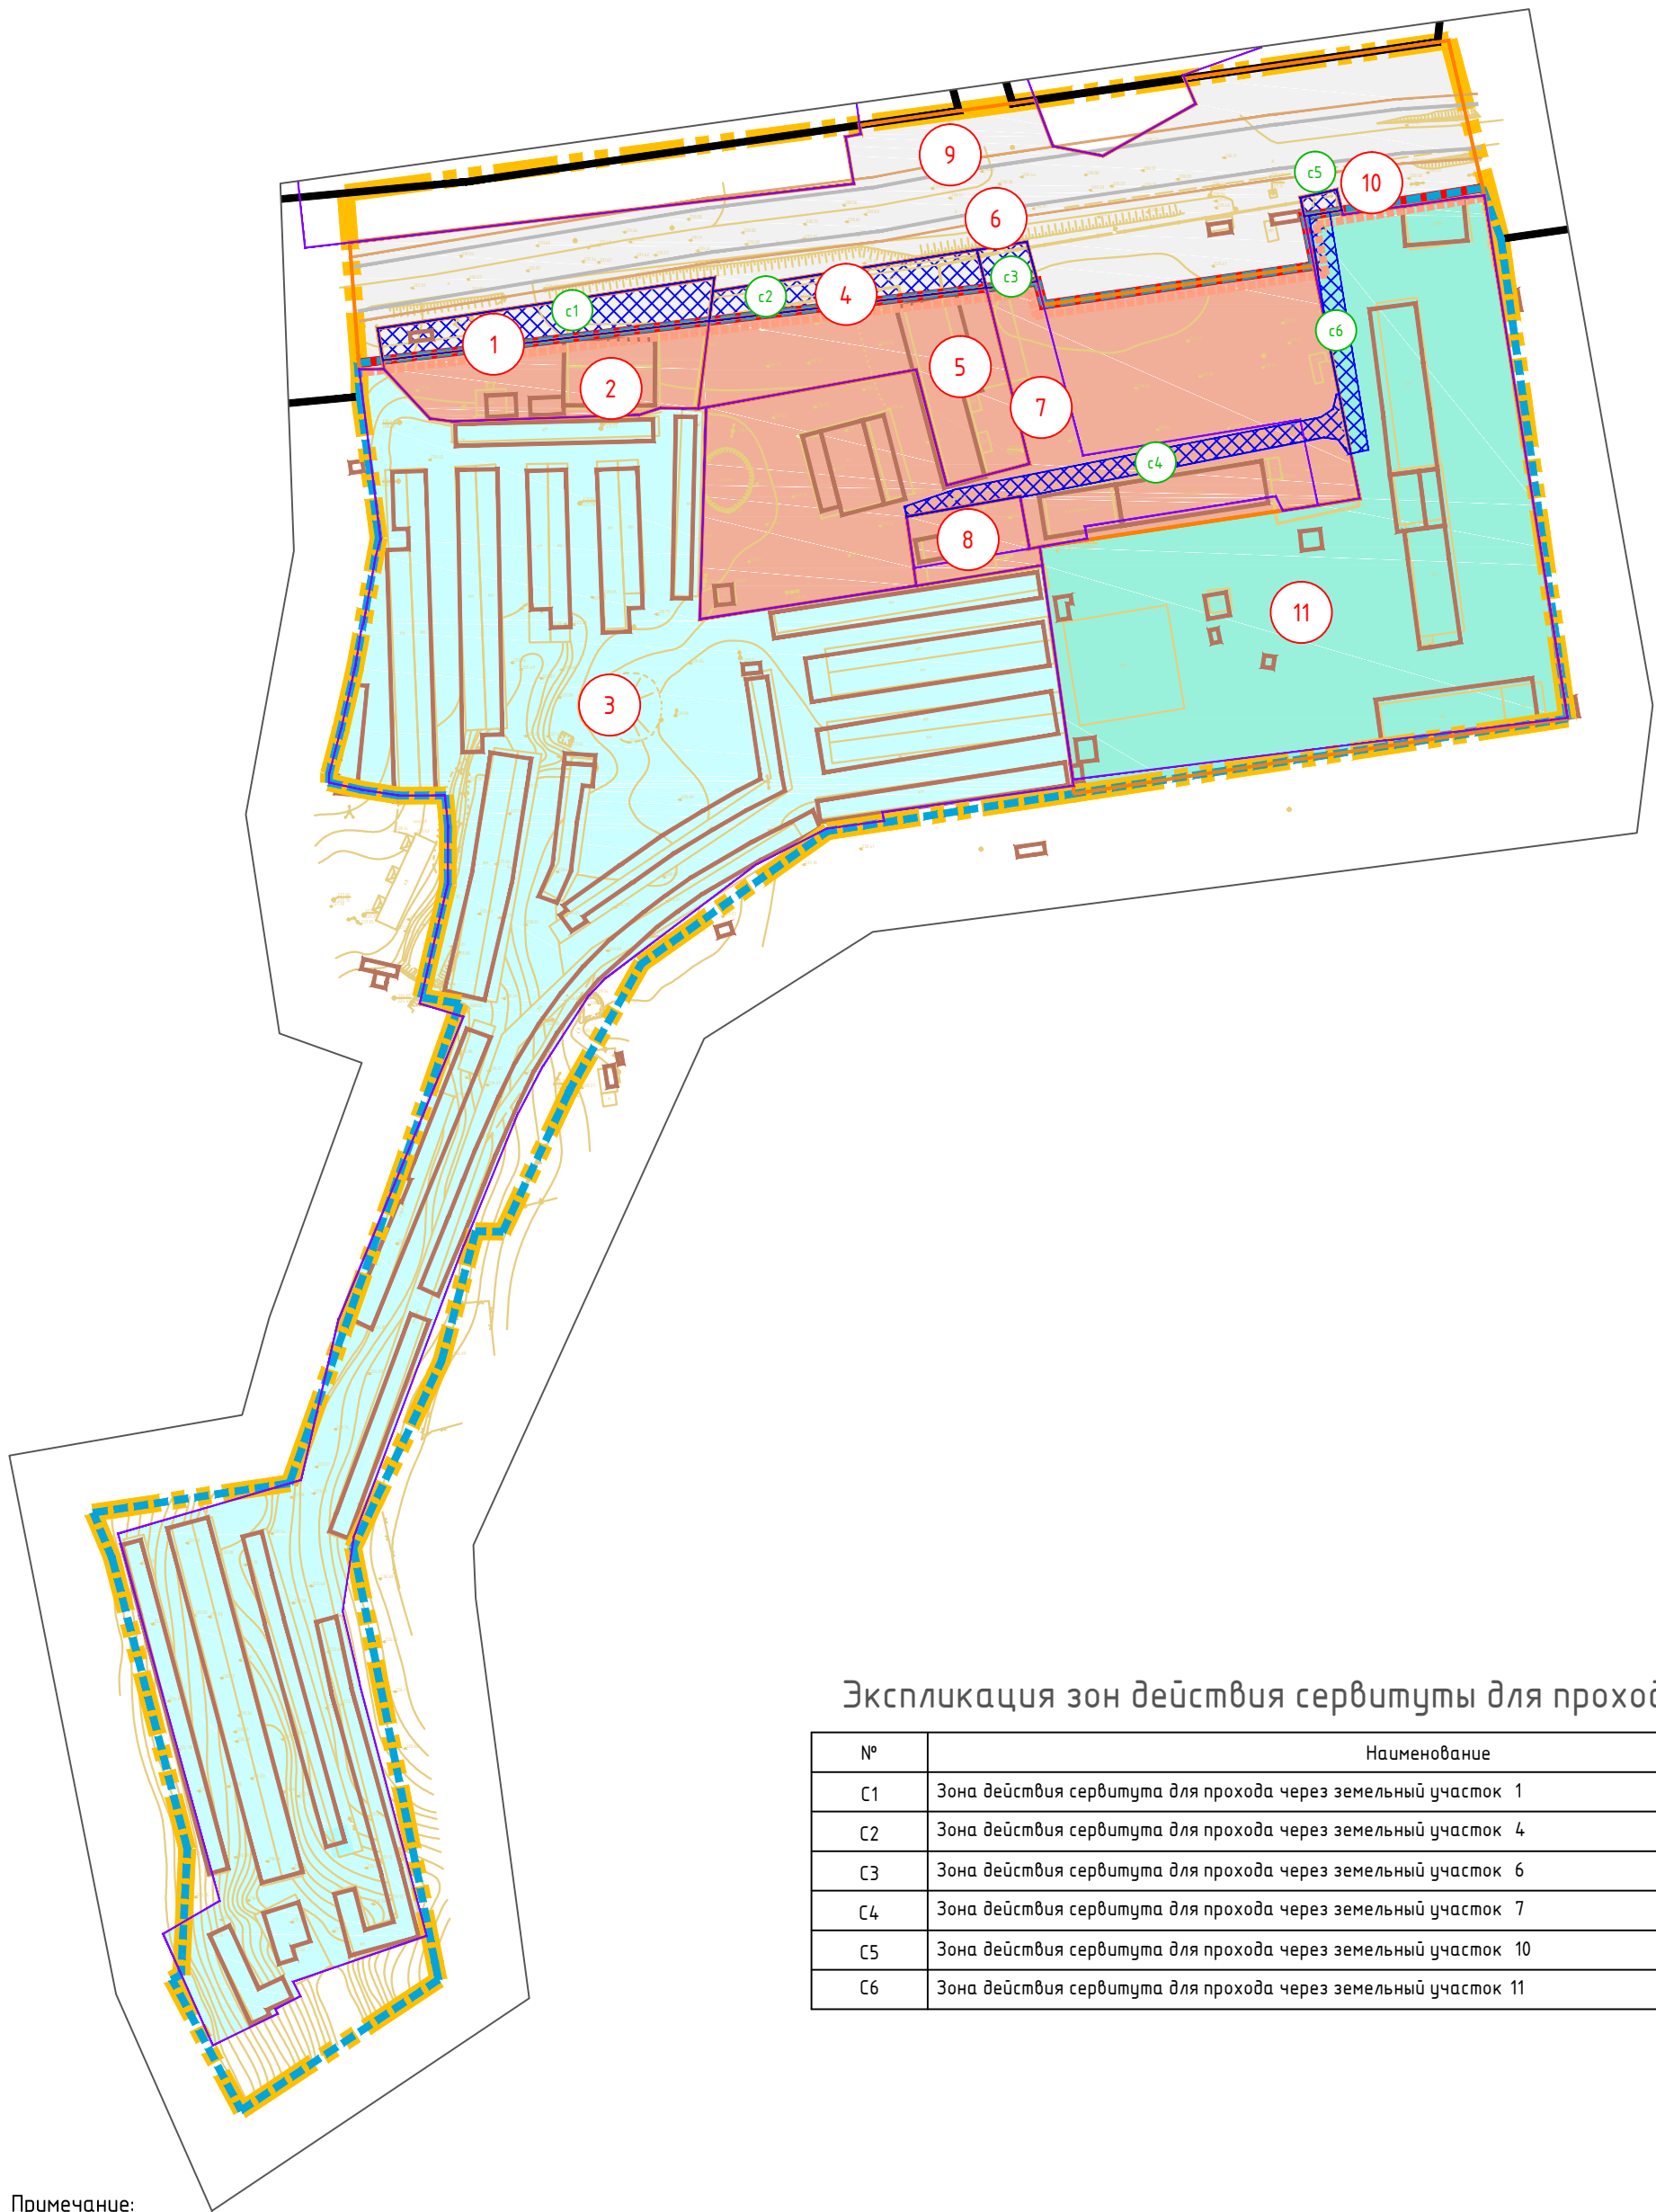 9
c5
10
6
c3
c2
4
c1
1
c6
5
2
7
c4
8
11
3
Экспликация зон действия сервитуты для
№ Наименование
С1 Зона действия сервитута для прохода через земельный участок 1
С2 Зона действия сервитута для прохода через земельный участок 4
С3 Зона действия сервитута для прохода через земельный участок 6
С4 Зона действия сервитута для прохода через земельный участок 7
С5 Зона действия сервитута для прохода через земельный участок 10
С6 Зона действия сервитута для прохода через земельный участок 11
Примечание: